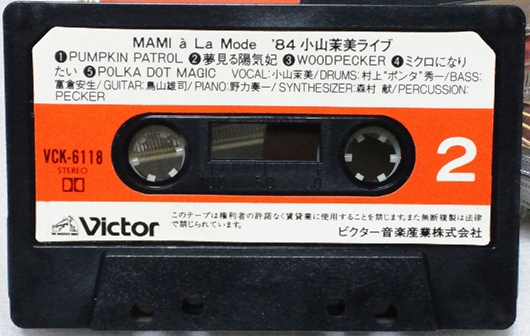 MAMI à La Mode '84 小山茉美ライブ
❶PUMPKIN PATROL ❷夢見る陽気妃 ❸WOODPECKER ❹ミクロになり
たい ❺POLKA DOT MAGIC VOCAL:小山茉美/DRUMS:村上"ポンタ"秀一/BASS:
富倉安生/GUITAR:鳥山雄司/PIANO:野力奏一/SYNTHESIZER:森村 献/PERCUSSION:
PECKER
VCK-6118
STEREO
2
Victor
このテープは権利者の許諾なく賃貸業に使用することを禁じます。また無断複製は法律
で禁じられています。
ビクター音楽産業株式会社